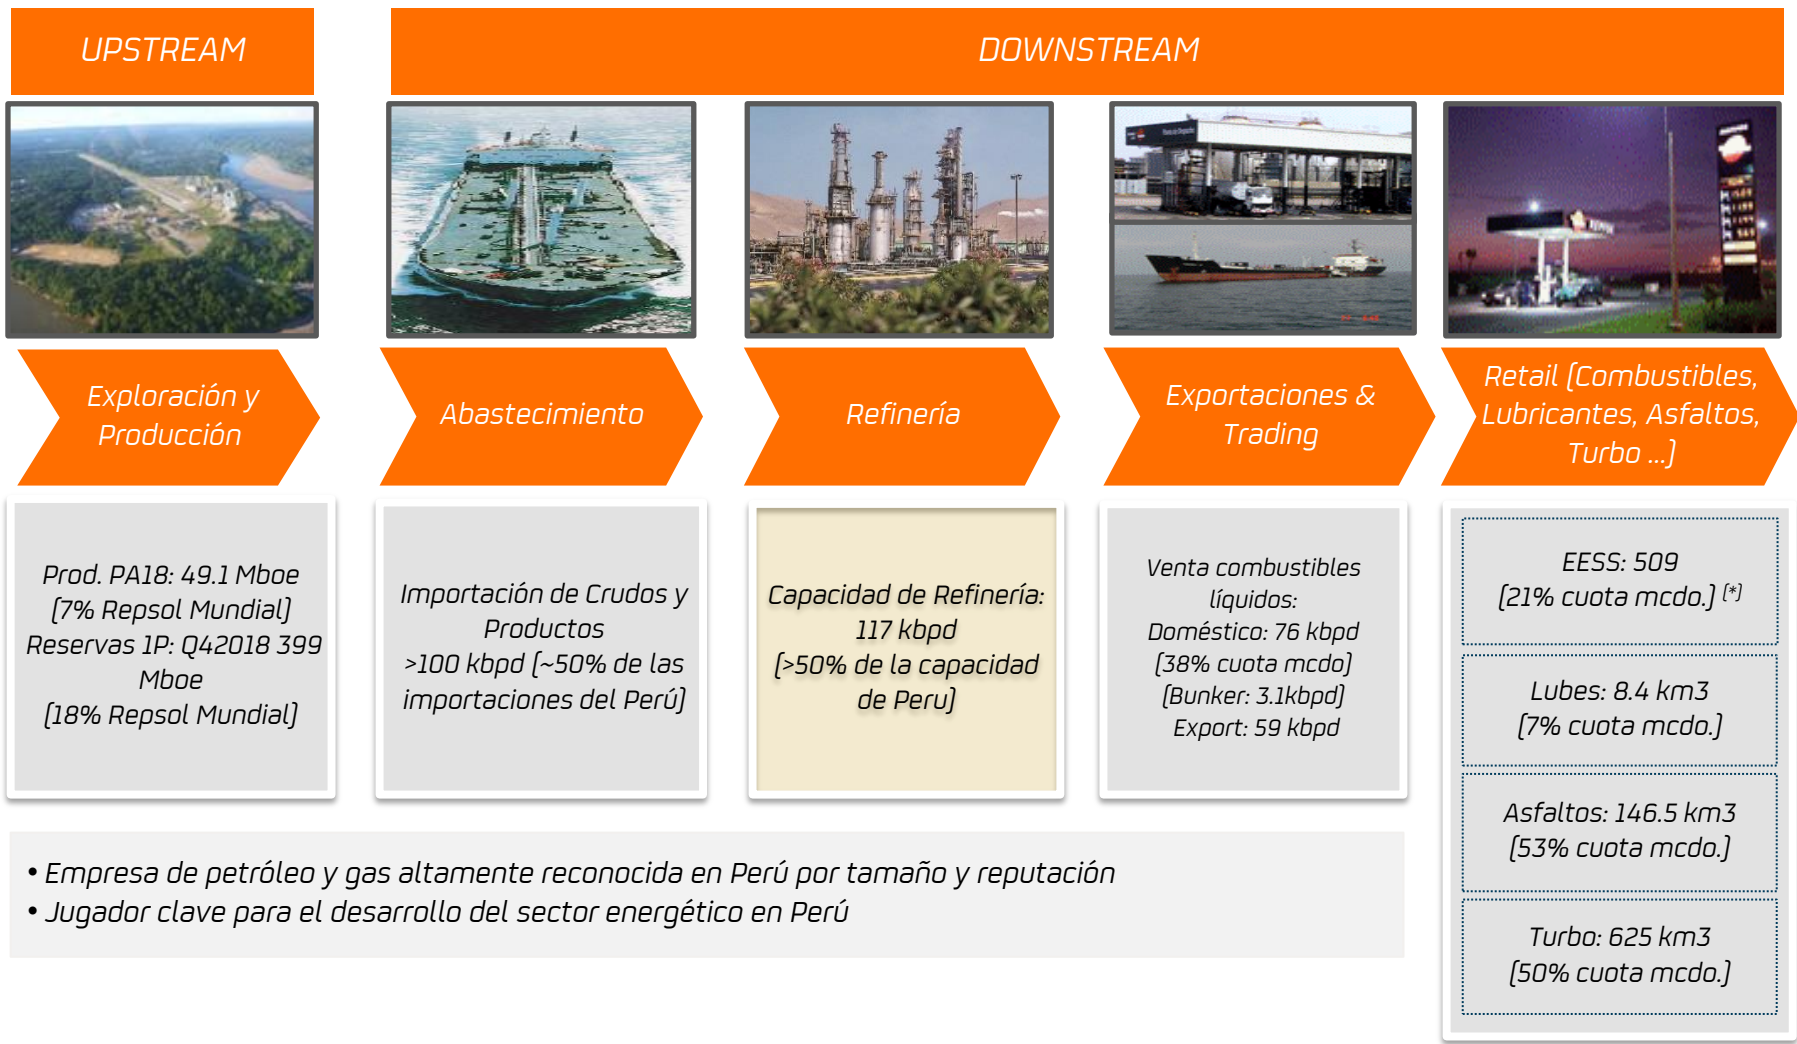 UPSTREAM
DOWNSTREAM
Exploración y
Producción
Abastecimiento
Refinería
Exportaciones &
Trading
Retail (Combustibles,
Lubricantes, Asfaltos,
Turbo ...)
Prod. PA18: 49.1 Mboe
(7% Repsol Mundial)
Reservas 1P: Q42018 399
Mboe
(18% Repsol Mundial)
Importación de Crudos y
Productos
>100 kbpd (~50% de las
importaciones del Perú)
Capacidad de Refinería:
117 kbpd
(>50% de la capacidad
de Peru)
Venta combustibles
líquidos:
Doméstico: 76 kbpd
(38% cuota mcdo)
(Bunker: 3.1kbpd)
Export: 59 kbpd
EESS: 509
(21% cuota mcdo.) (*)
Lubes: 8.4 km3
(7% cuota mcdo.)
Asfaltos: 146.5 km3
(53% cuota mcdo.)
Turbo: 625 km3
(50% cuota mcdo.)
• Empresa de petróleo y gas altamente reconocida en Perú por tamaño y reputación
• Jugador clave para el desarrollo del sector energético en Perú